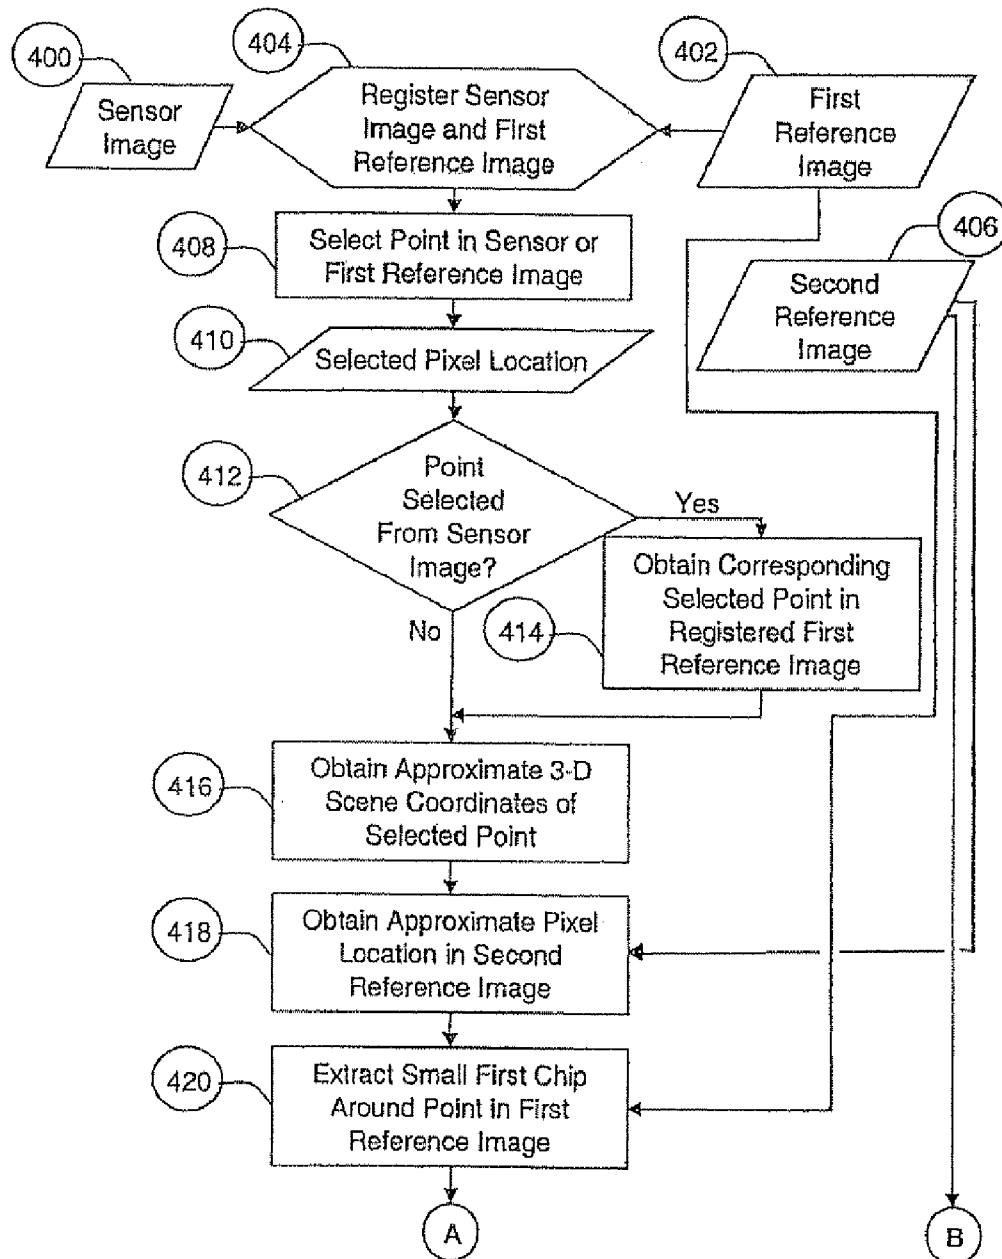 400
Sensor
Image
404
Register Sensor
Image and First
Reference Image
402
First
Reference
Image
408
Select Point in Sensor or
First Reference Image
406
Second
Reference
Image
410
Selected Pixel Location
412
Point
Selected
From Sensor
Image?
Yes
No
414
Obtain Corresponding
Selected Point in
Registered First
Reference Image
416
Obtain Approximate 3-D
Scene Coordinates of
Selected Point
418
Obtain Approximate Pixel
Location in Second
Reference Image
420
Extract Small First Chip
Around Point in First
Reference Image
A
B